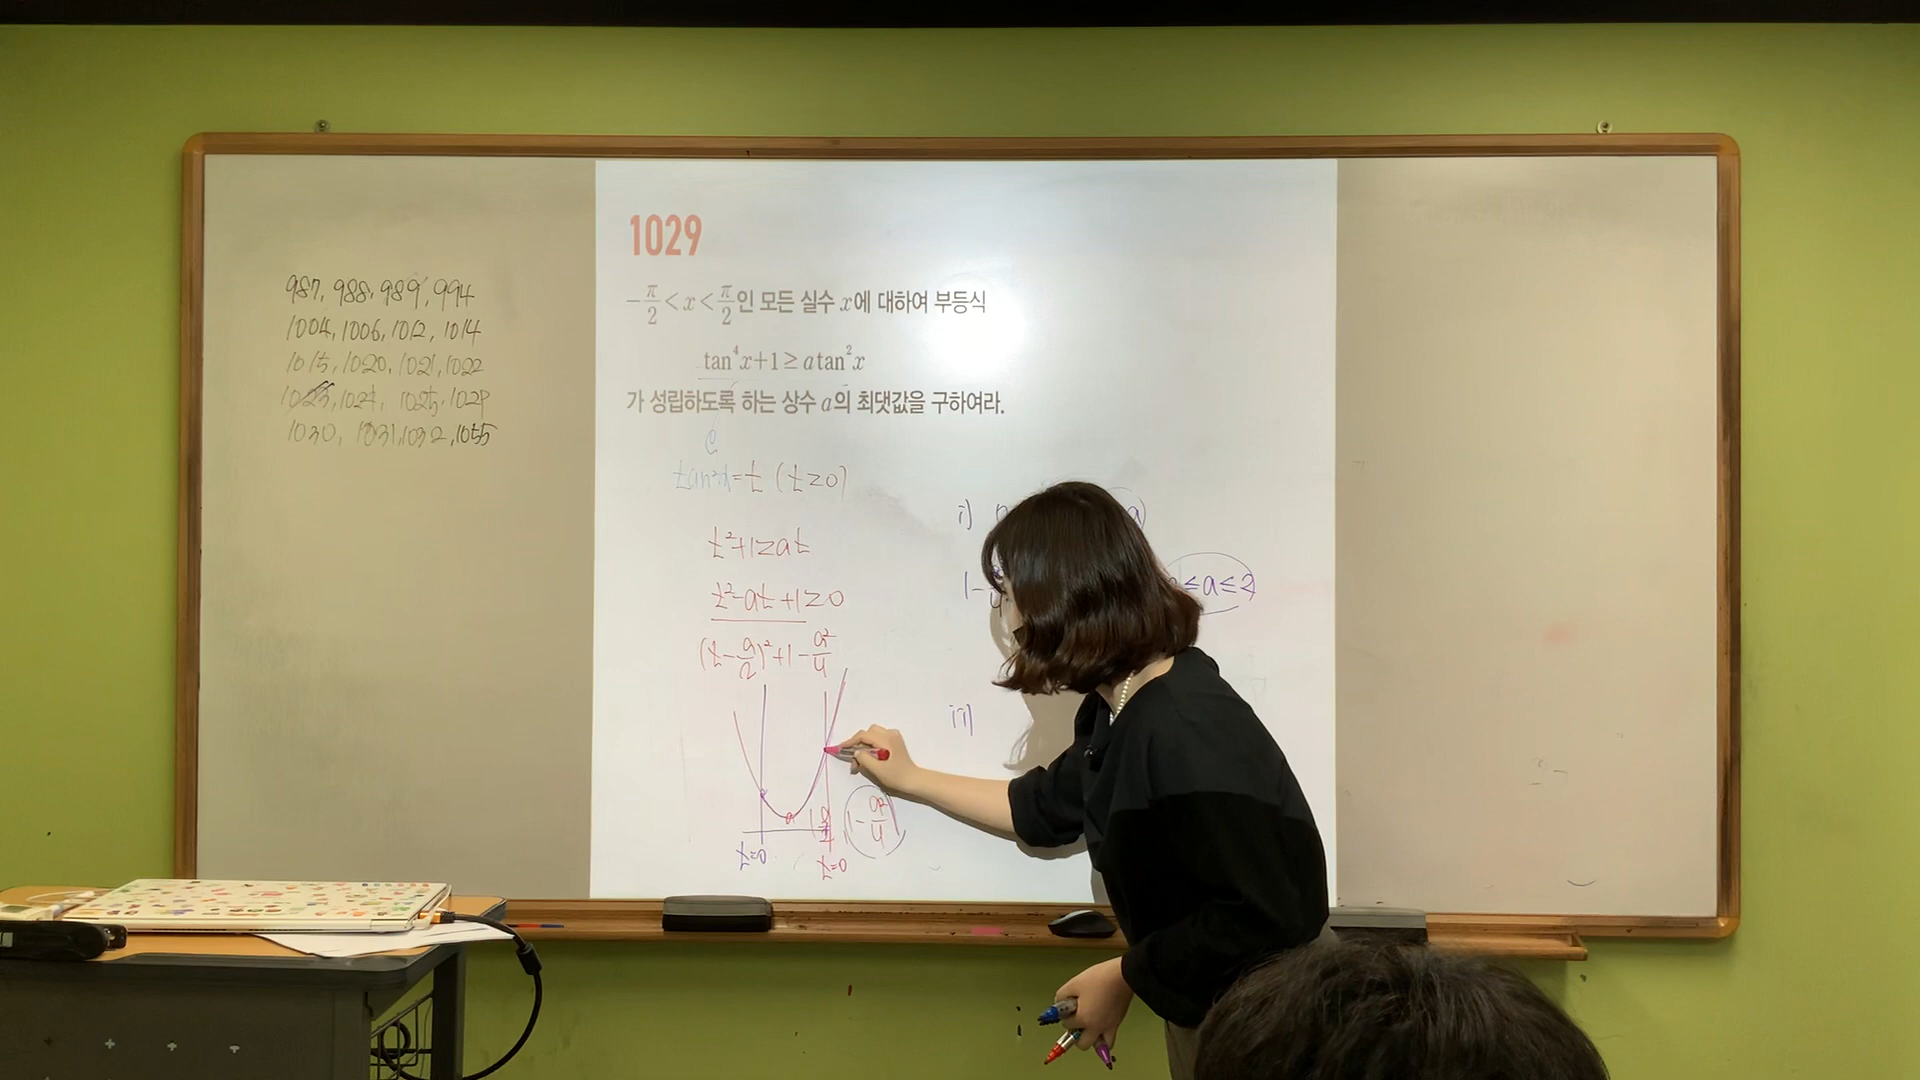 987, 988, 989, 994
1004, 1006, 1012, 1014
1015, 1020, 1021, 1022
1023, 1024, 1025, 1029
1030, 1031, 1032, 1055
1029
-π/2 < x < π/2인 모든 실수 x에 대하여 부등식
tan⁴x+1 ≥ a tan²x
가 성립하도록 하는 상수 a의 최댓값을 구하여라.
tan²x=t (t≥0)
t²+1≥at
t²-at+1≥0
(t-a/2)²+1-a²/4
t=0
t=0
1-a²/4
i)
1-
≤a≤2
ii)